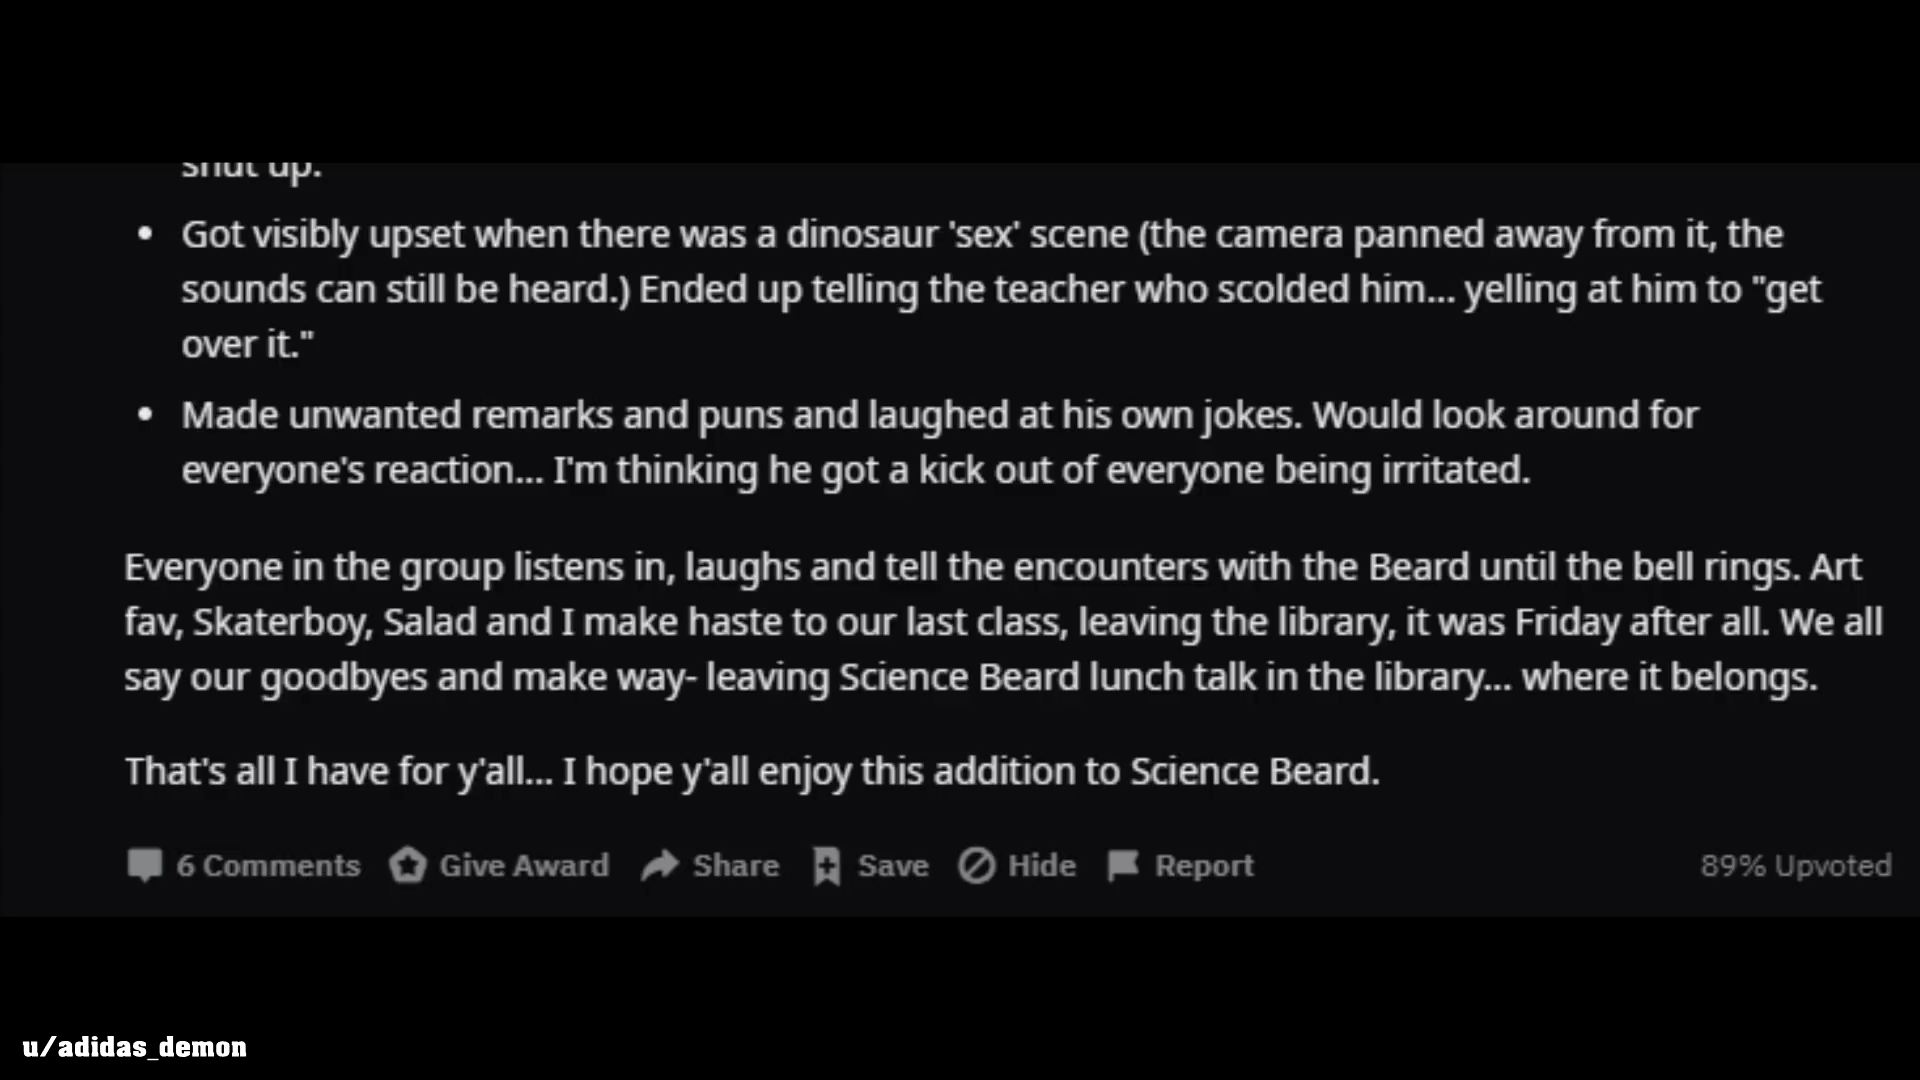 shut up.
• Got visibly upset when there was a dinosaur 'sex' scene (the camera panned away from it, the
sounds can still be heard.) Ended up telling the teacher who scolded him... yelling at him to "get
over it."
• Made unwanted remarks and puns and laughed at his own jokes. Would look around for
everyone's reaction... I'm thinking he got a kick out of everyone being irritated.
Everyone in the group listens in, laughs and tell the encounters with the Beard until the bell rings. Art
fav, Skaterboy, Salad and I make haste to our last class, leaving the library, it was Friday after all. We all
say our goodbyes and make way- leaving Science Beard lunch talk in the library... where it belongs.
That's all I have for y'all... I hope y'all enjoy this addition to Science Beard.
6 Comments Give Award Share Save Hide Report 89% Upvoted
u/adidas_demon